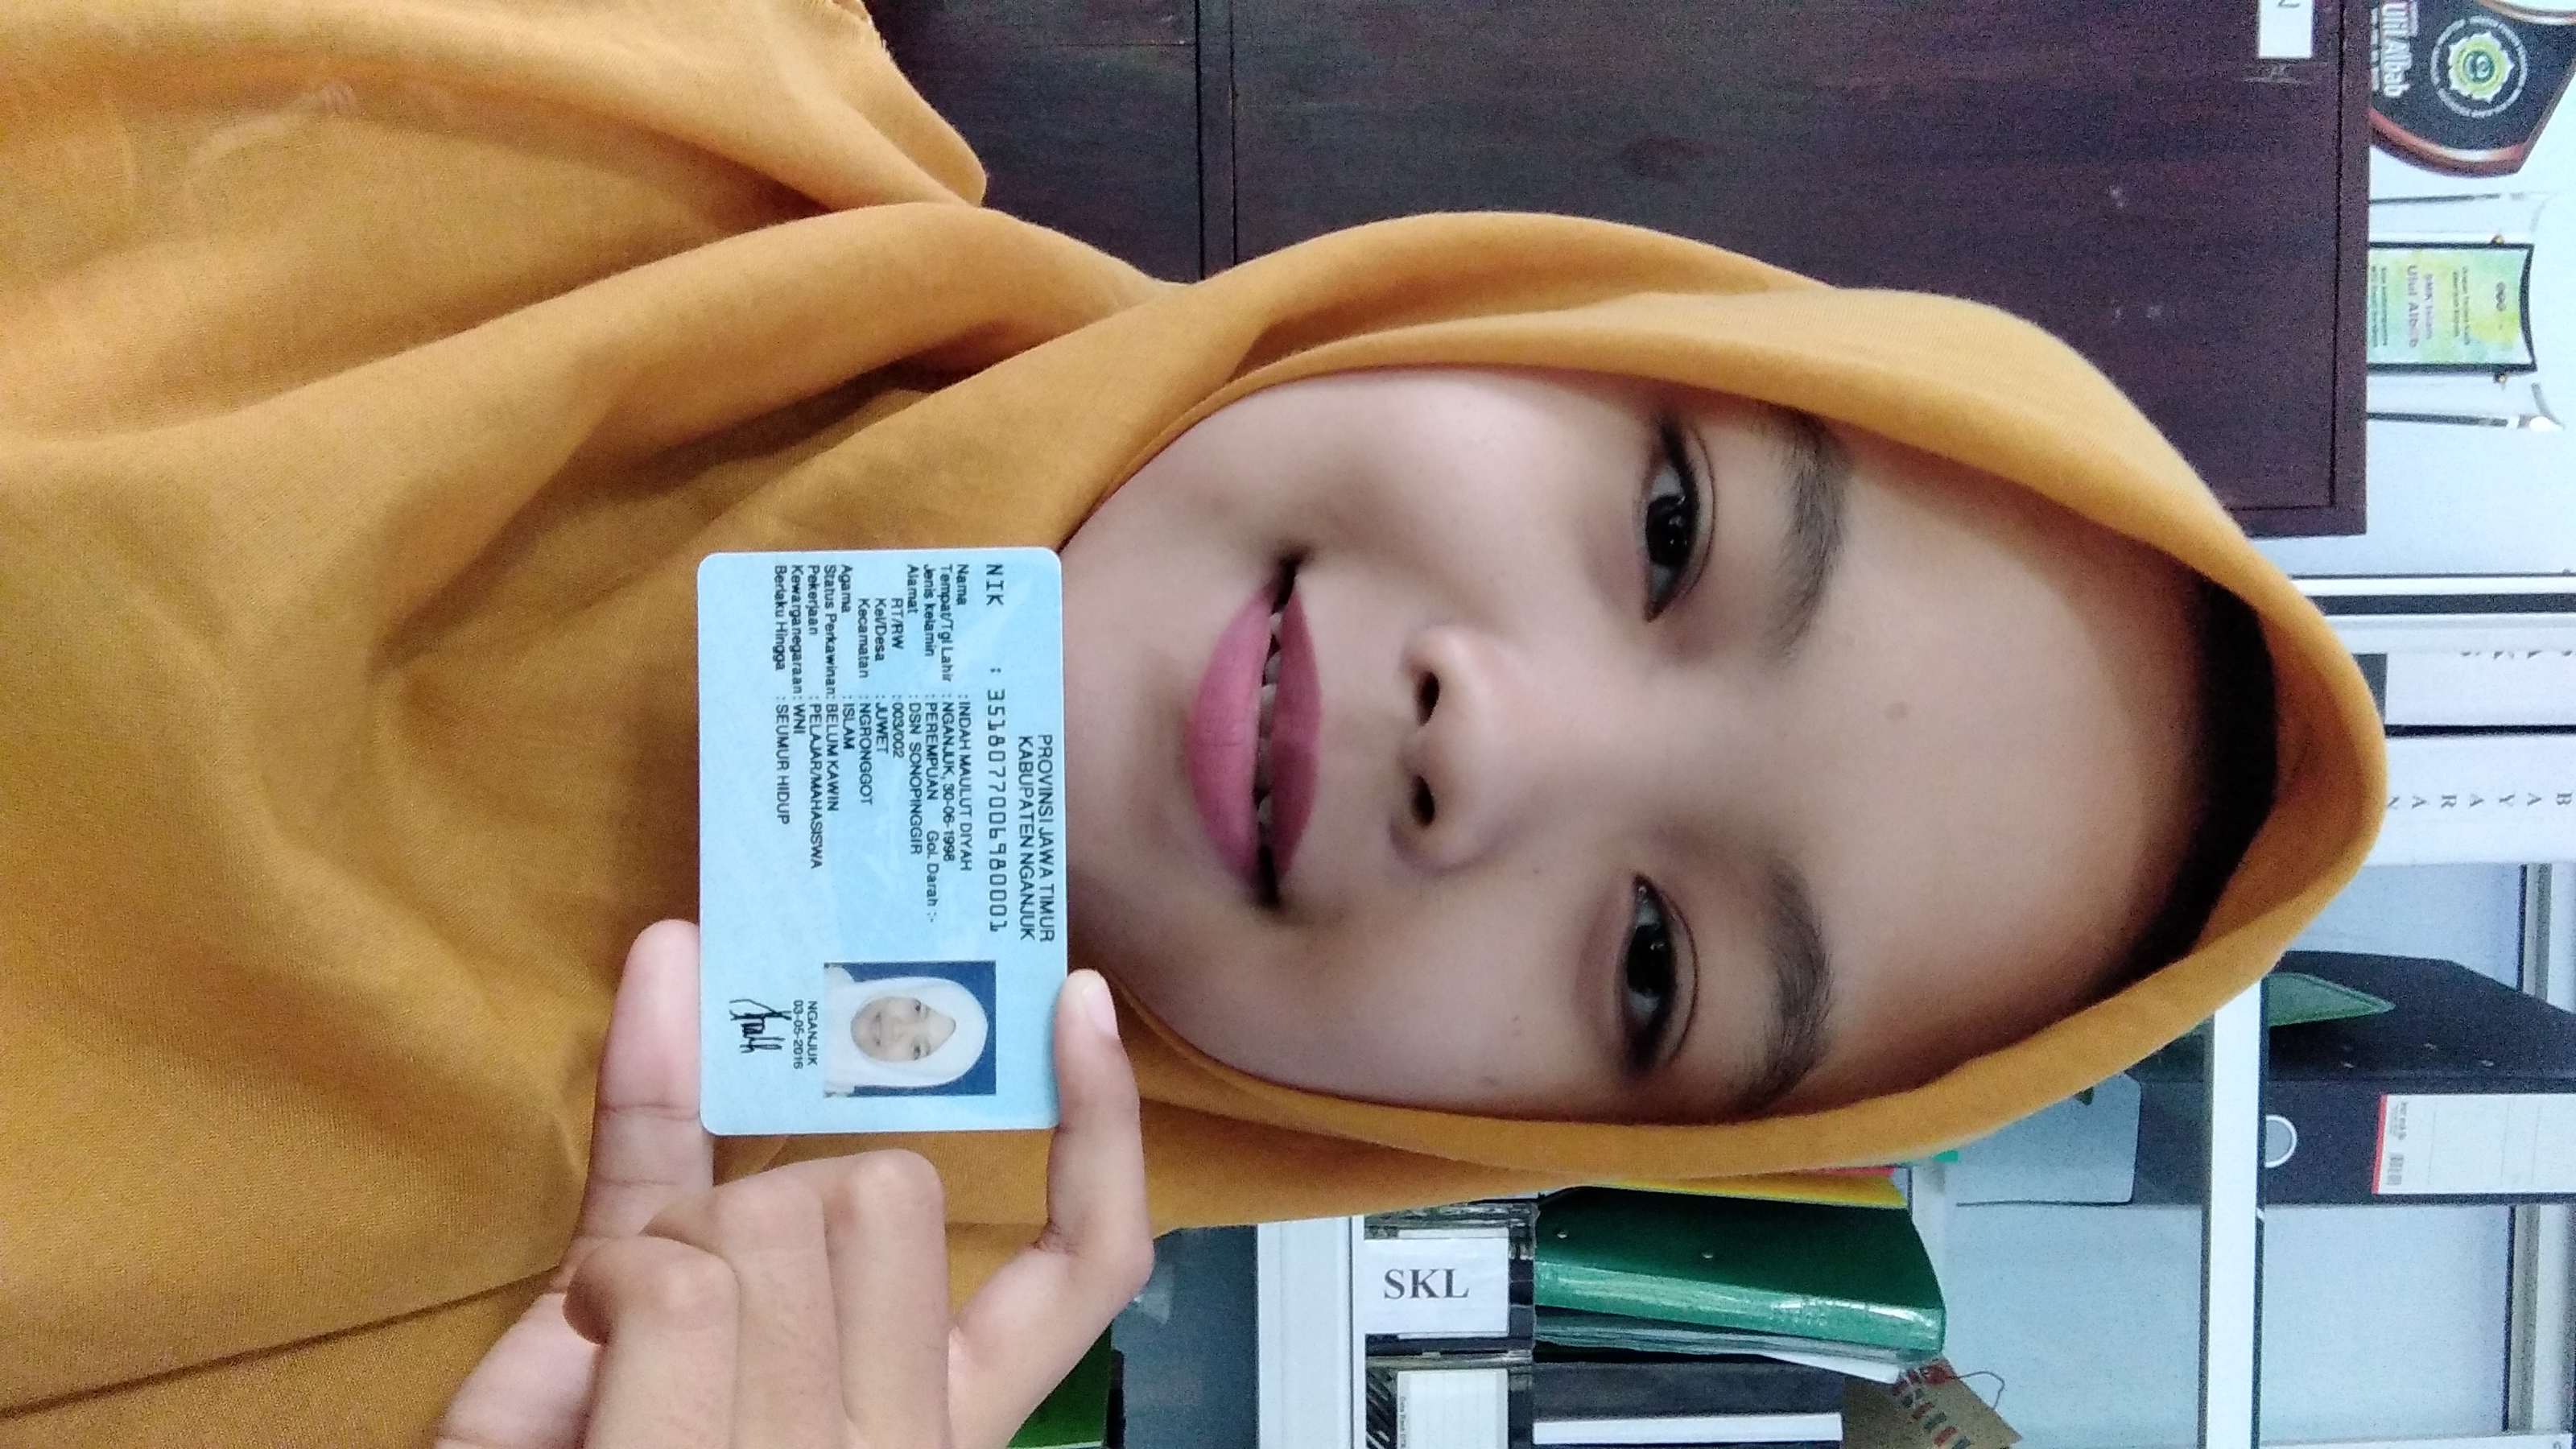 Ulil Albab
SMK Islam
Ulul Albab
BAYARAN
SKL
PROVINSI JAWA TIMUR
KABUPATEN NGANJUK
NIK : 3518077006980001
Nama : INDAH MAULUT DIYAH
Tempat/Tgl Lahir : NGANJUK, 30-06-1998
Jenis kelamin : PEREMPUAN Gol. Darah :-
Alamat : DSN SONOPINGGIR
RT/RW : 003/002
Kel/Desa : JUWET
Kecamatan : NGRONGGOT
Agama : ISLAM
Status Perkawinan: BELUM KAWIN
Pekerjaan : PELAJAR/MAHASISWA
Kewarganegaraan: WNI
Berlaku Hingga : SEUMUR HIDUP
NGANJUK
03-05-2016